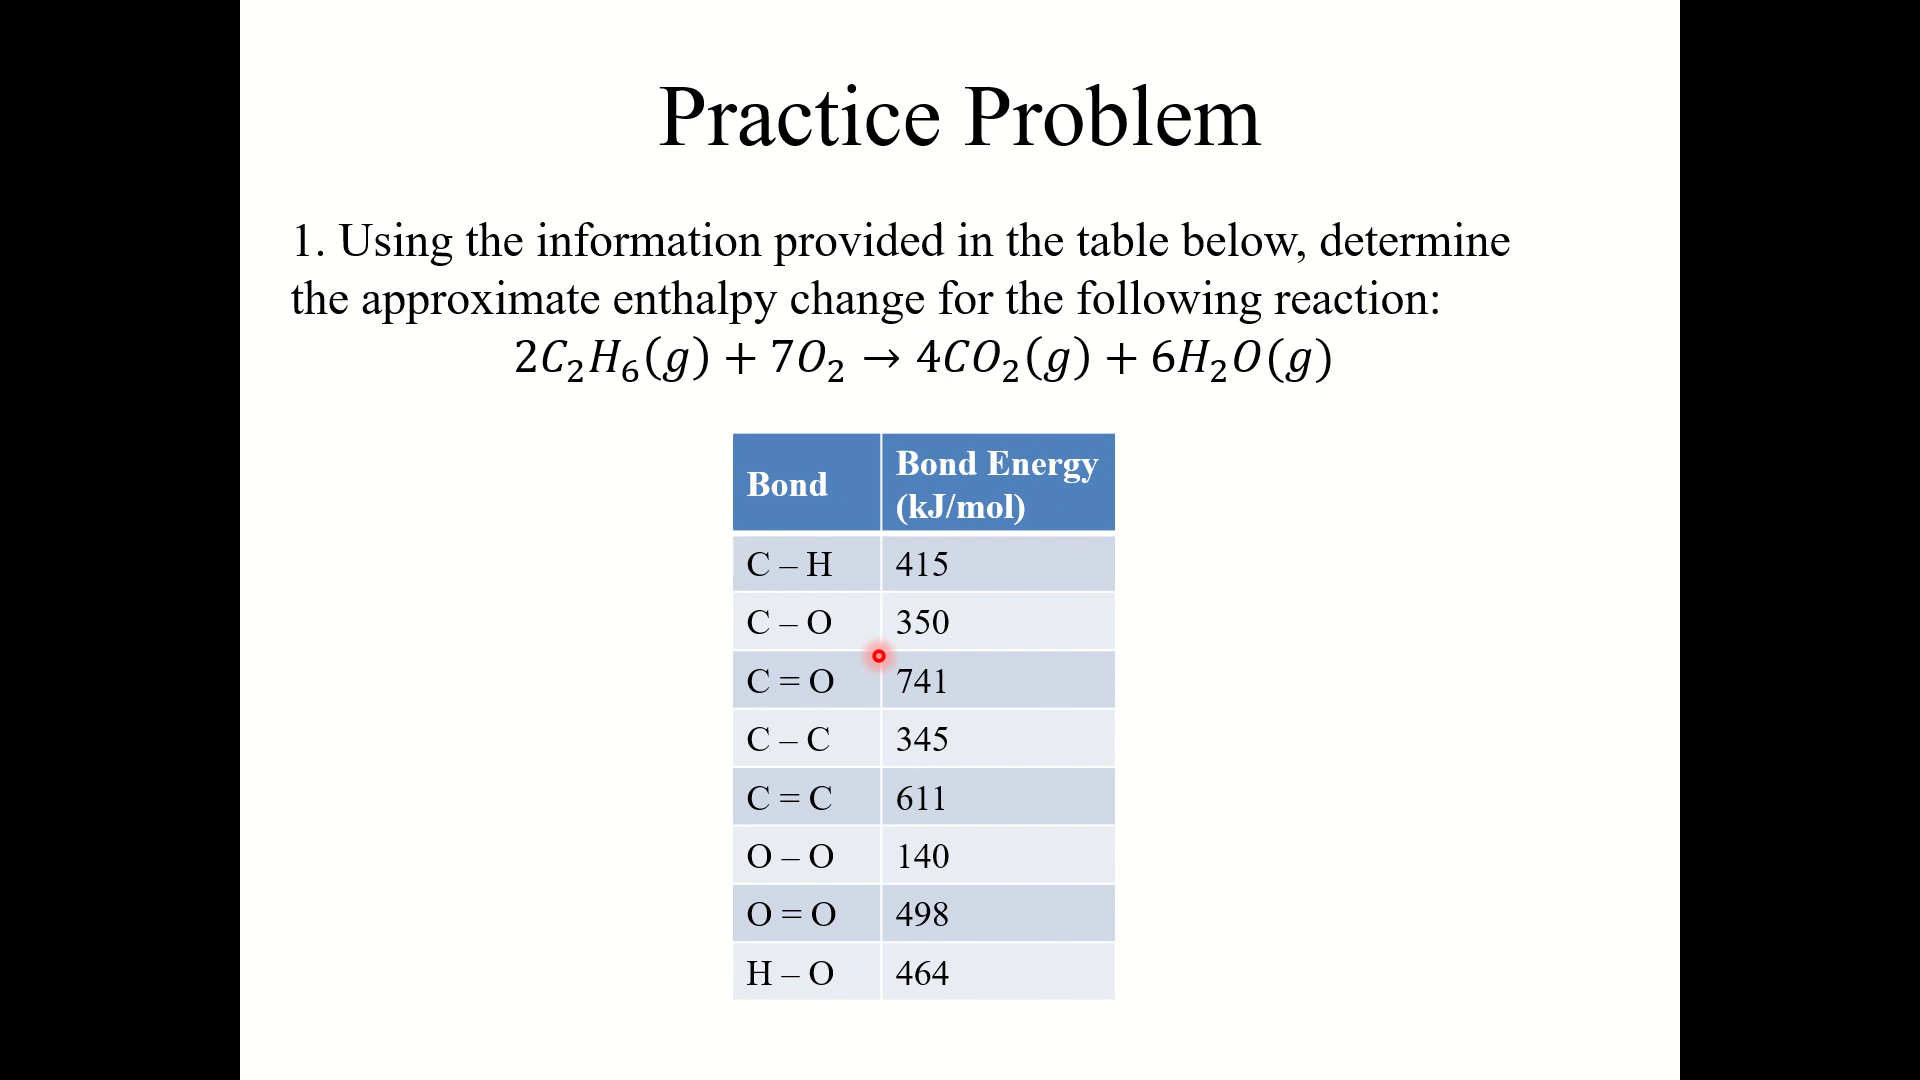 Practice Problem
1. Using the information provided in the table below, determine
the approximate enthalpy change for the following reaction:
2C₂H₆(g) + 7O₂ → 4CO₂(g) + 6H₂O(g)
Bond Bond Energy
(kJ/mol)
C – H 415
C – O 350
C = O 741
C – C 345
C = C 611
O – O 140
O = O 498
H – O 464